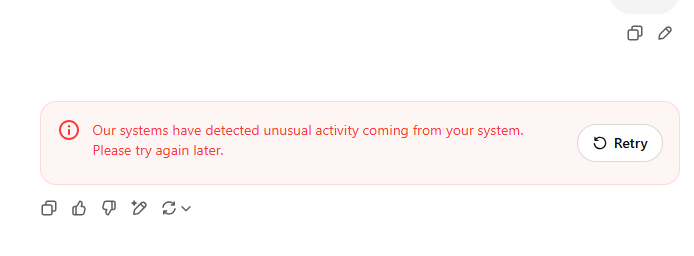 Our systems have detected unusual activity coming from your system.
Please try again later.
Retry